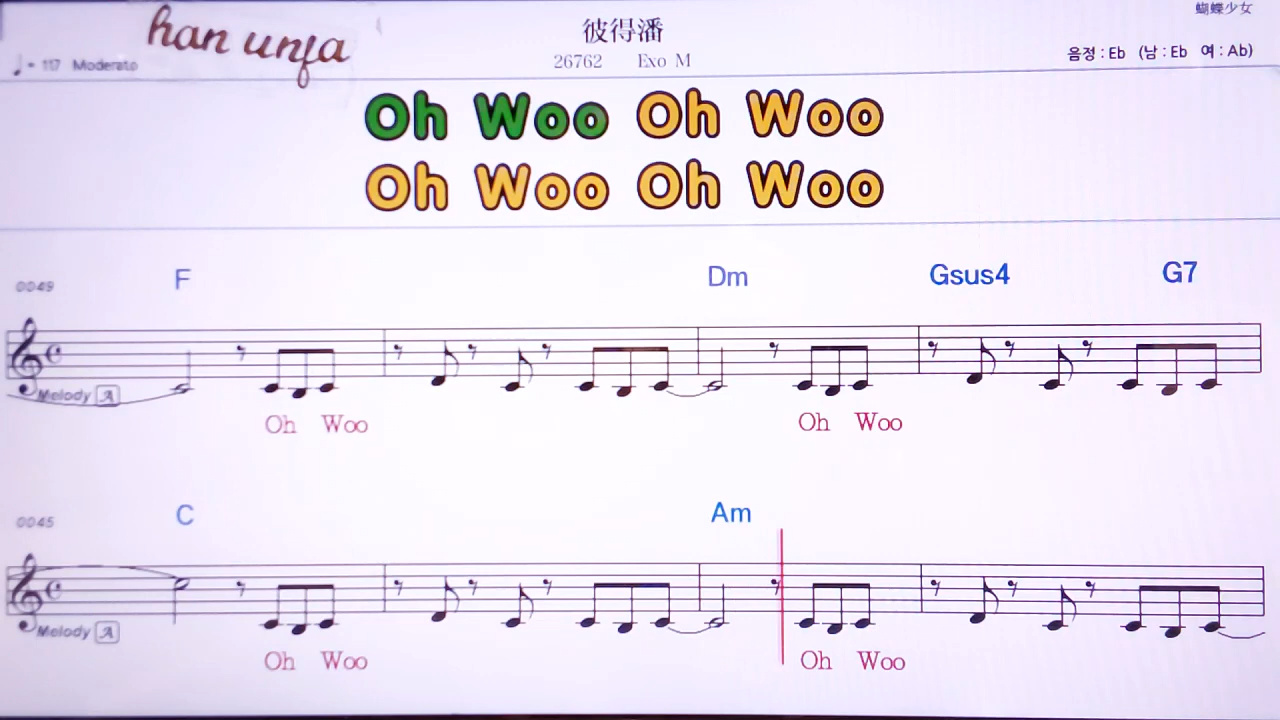 蝴蝶少女
han unfa
彼得潘
♩= 117 Moderato
26762 Exo M
음정 : Eb (남 : Eb 여 : Ab)
Oh Woo Oh Woo
Oh Woo Oh Woo
0049 F Dm Gsus4 G7
Melody A
Oh Woo Oh Woo
0045 C Am
Melody A
Oh Woo Oh Woo